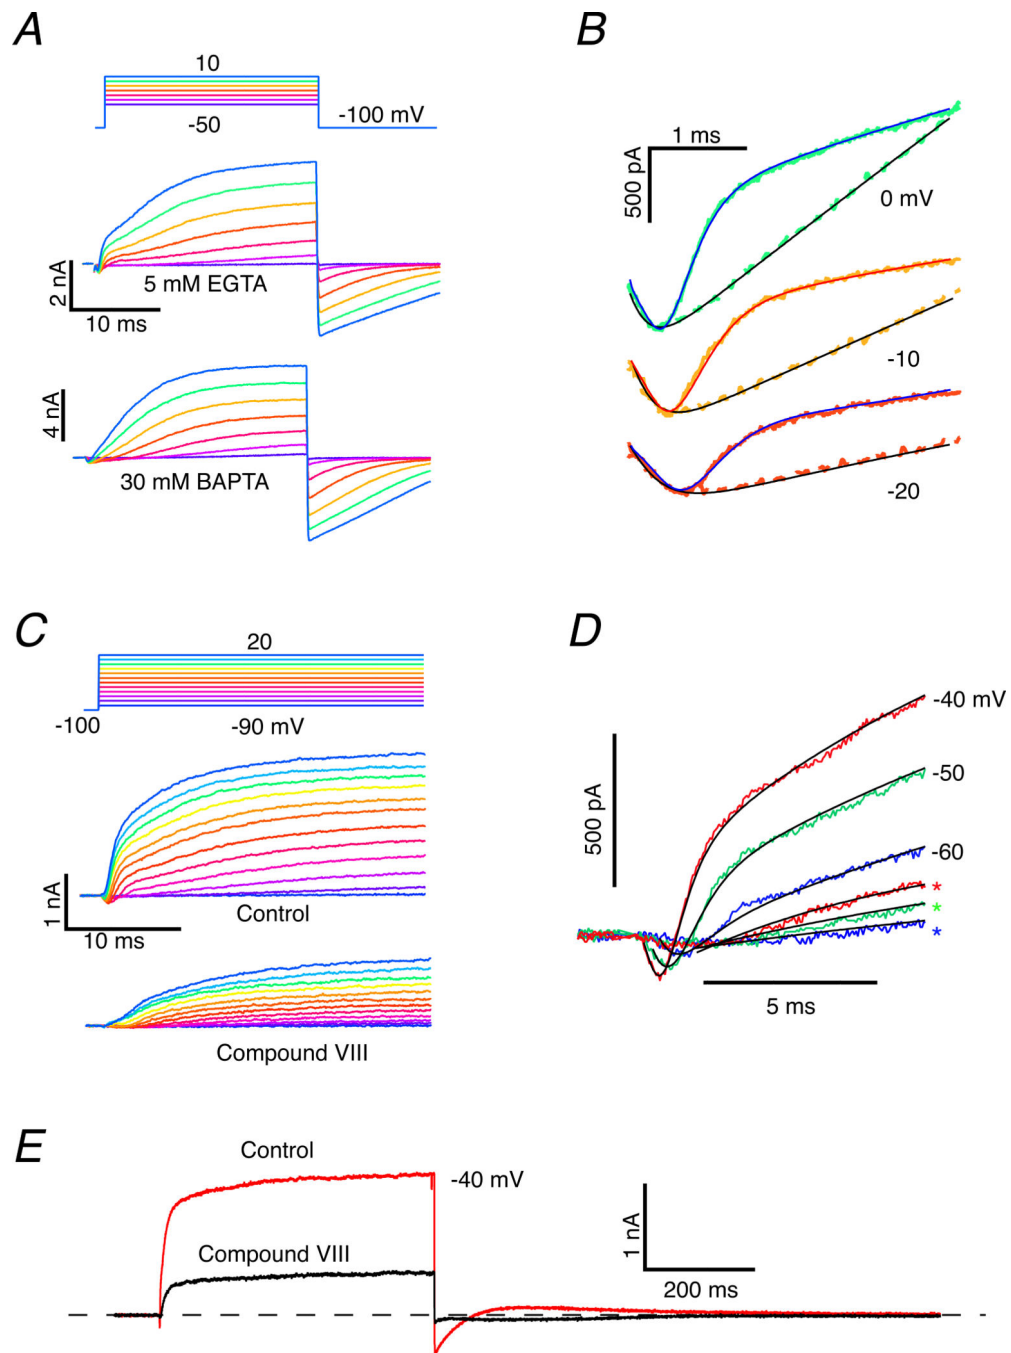 A
10
-50
-100 mV
2 nA
5 mM EGTA
10 ms
4 nA
30 mM BAPTA
B
1 ms
500 pA
0 mV
-10
-20
C
20
-100
-90 mV
1 nA
Control
10 ms
Compound VIII
D
-40 mV
-50
500 pA
-60
*
*
*
5 ms
E
Control
-40 mV
Compound VIII
1 nA
200 ms